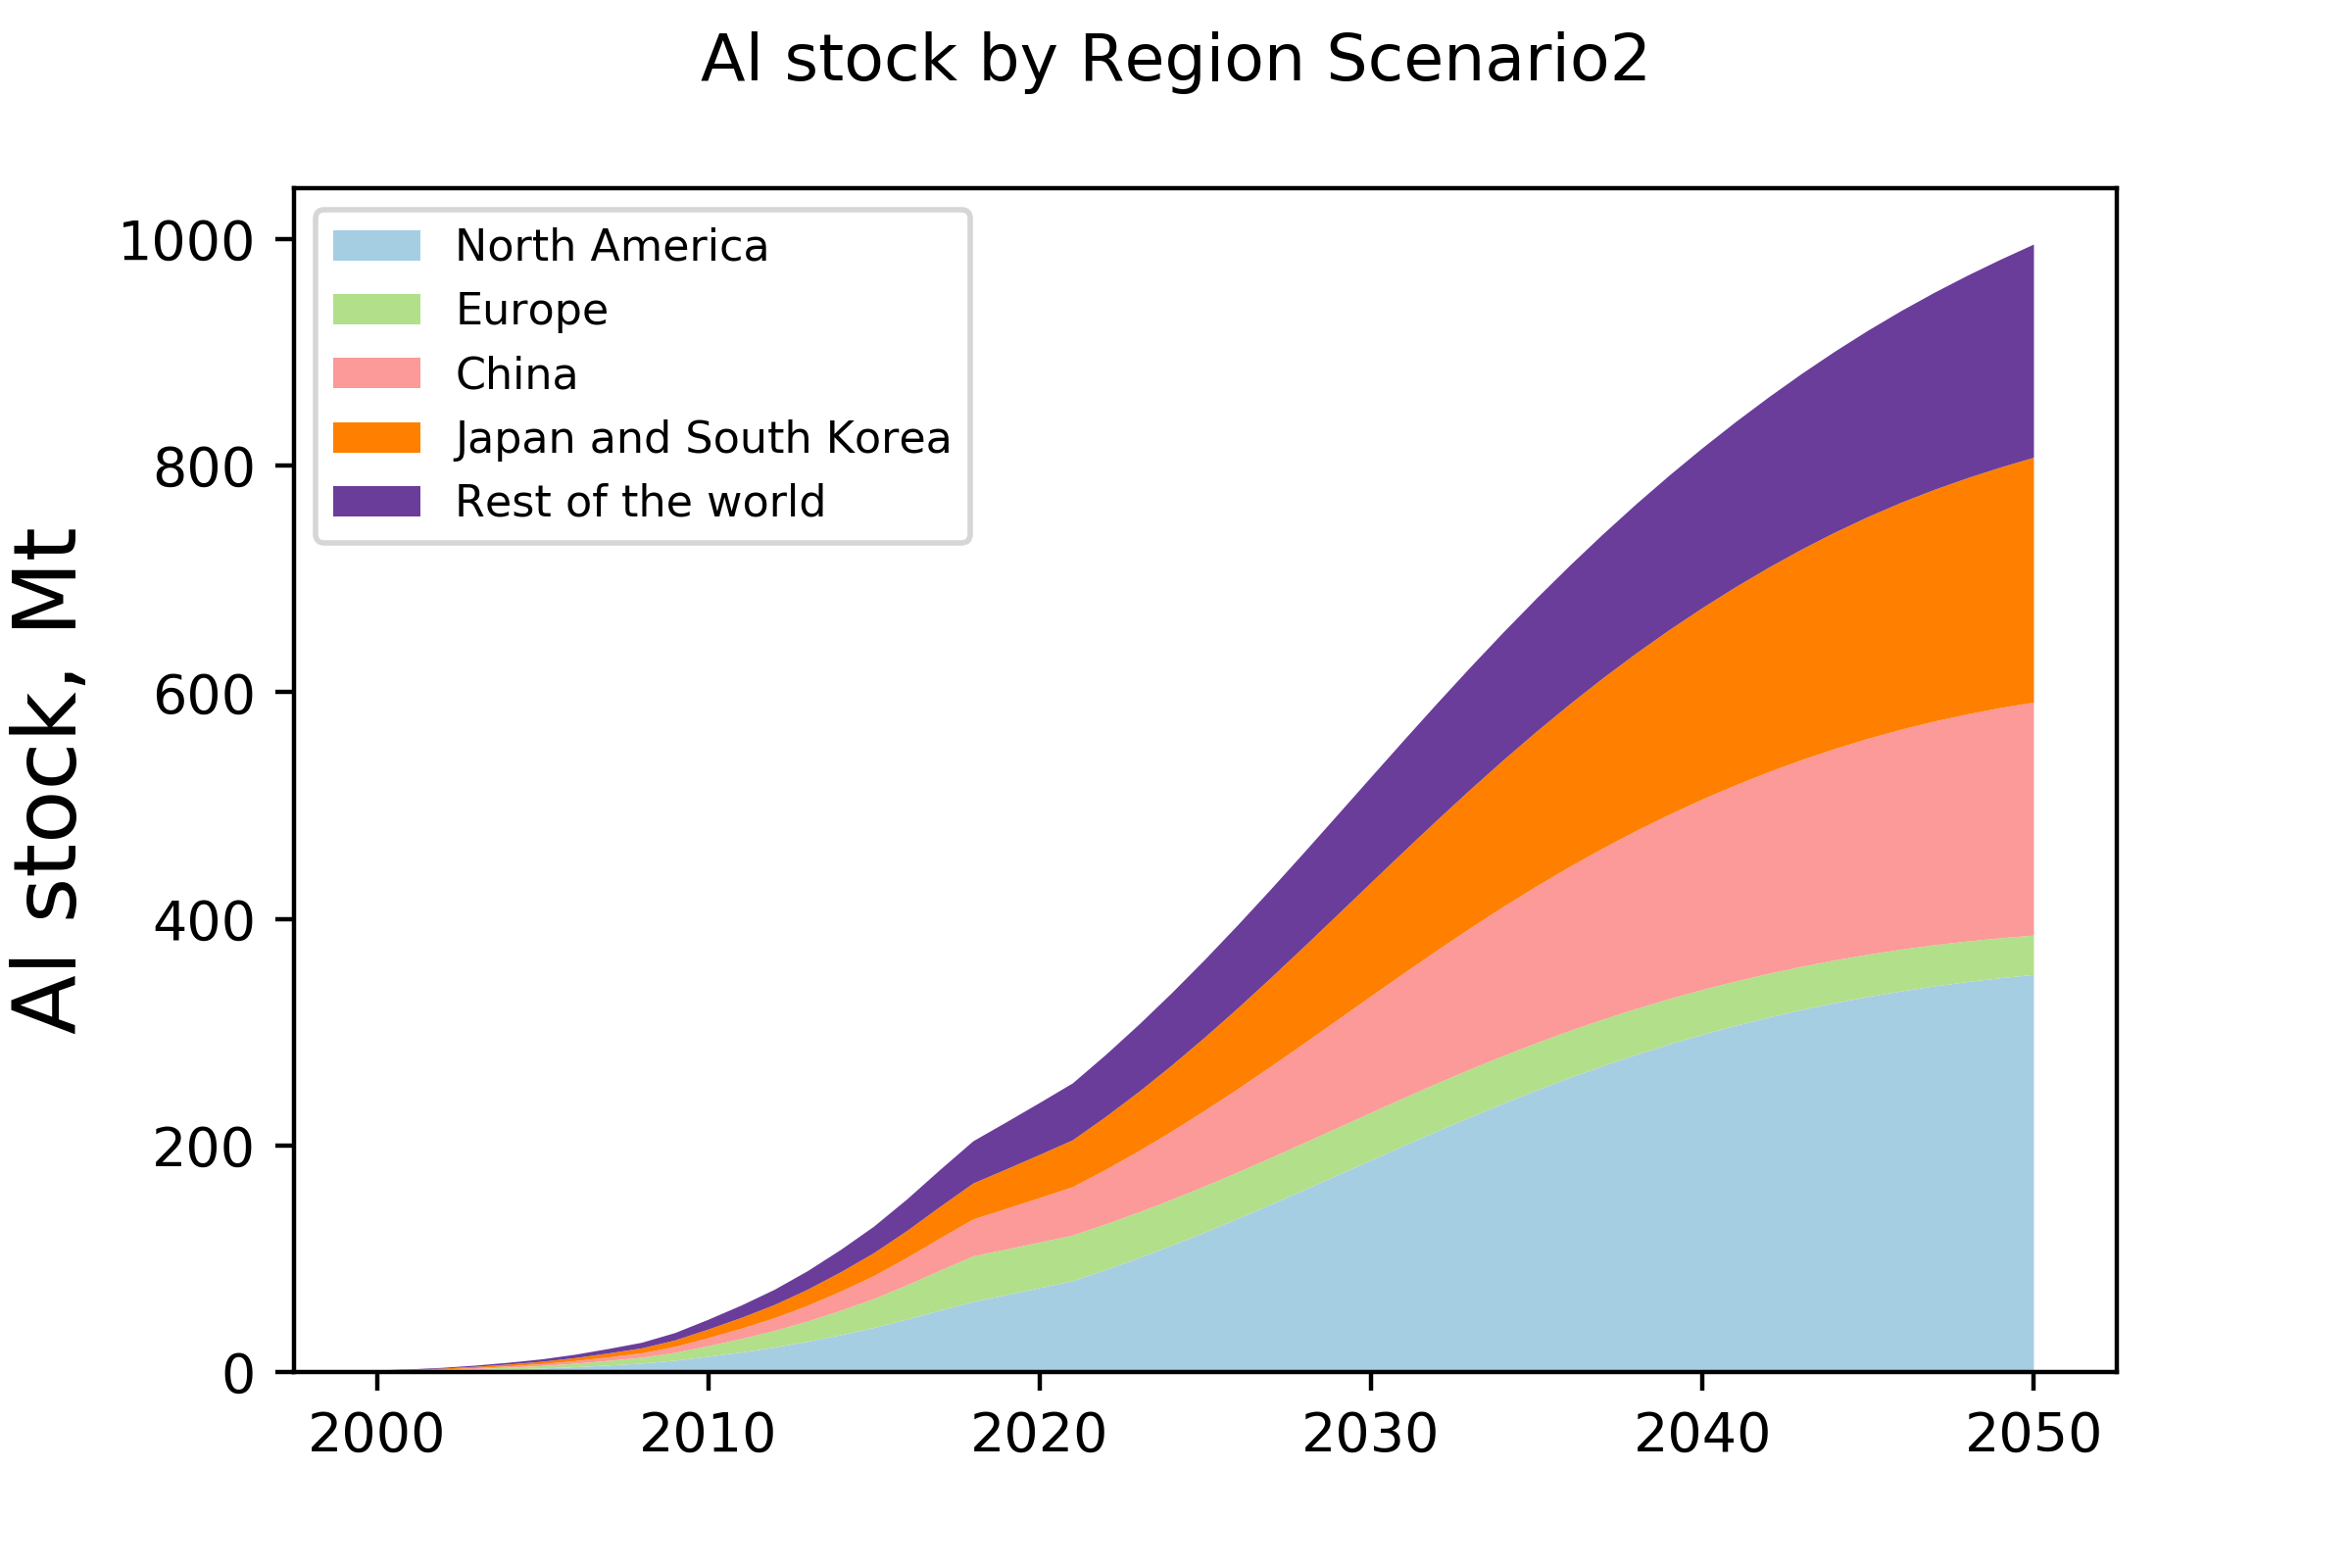 Al stock by Region Scenario2
Al stock, Mt
1000
800
600
400
200
0
North America
Europe
China
Japan and South Korea
Rest of the world
2000
2010
2020
2030
2040
2050